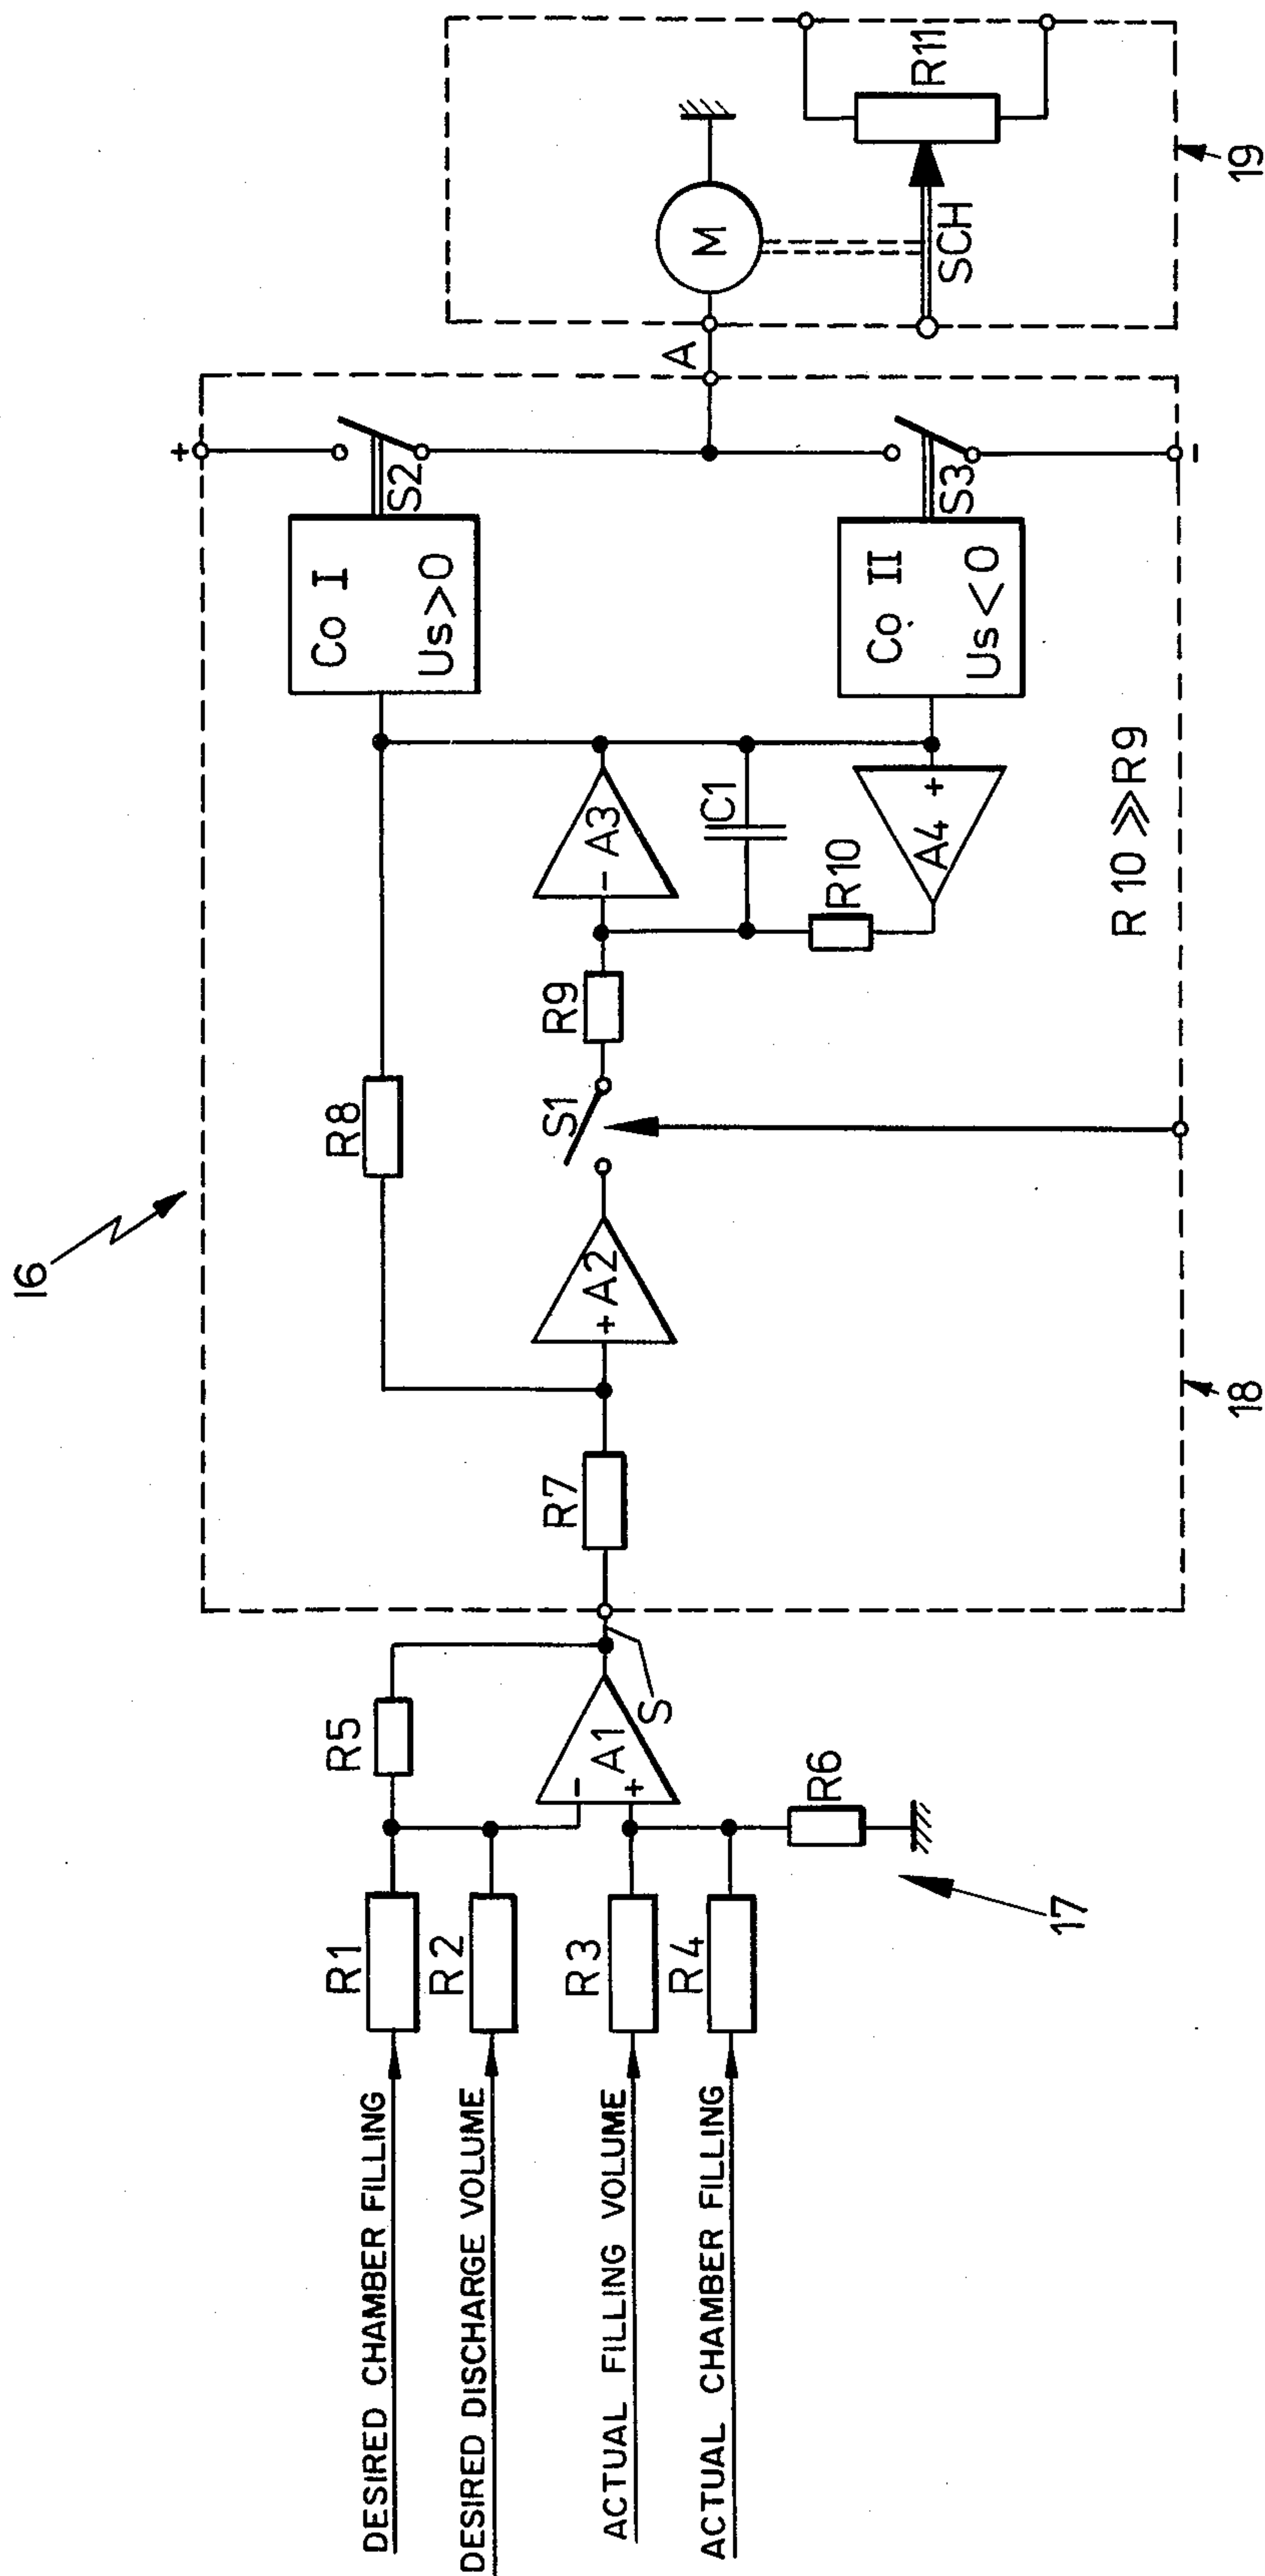 16
DESIRED CHAMBER FILLING
DESIRED DISCHARGE VOLUME
ACTUAL FILLING VOLUME
ACTUAL CHAMBER FILLING
R1
R2
R3
R4
R5
R6
- A1
+
S
17
R7
R8
+ A2
S1
R9
- A3
C1
R10
A4 +
R10 >> R9
Co I
Us>0
Co II
Us<0
S2
S3
+
-
18
A
M
SCH
R11
19